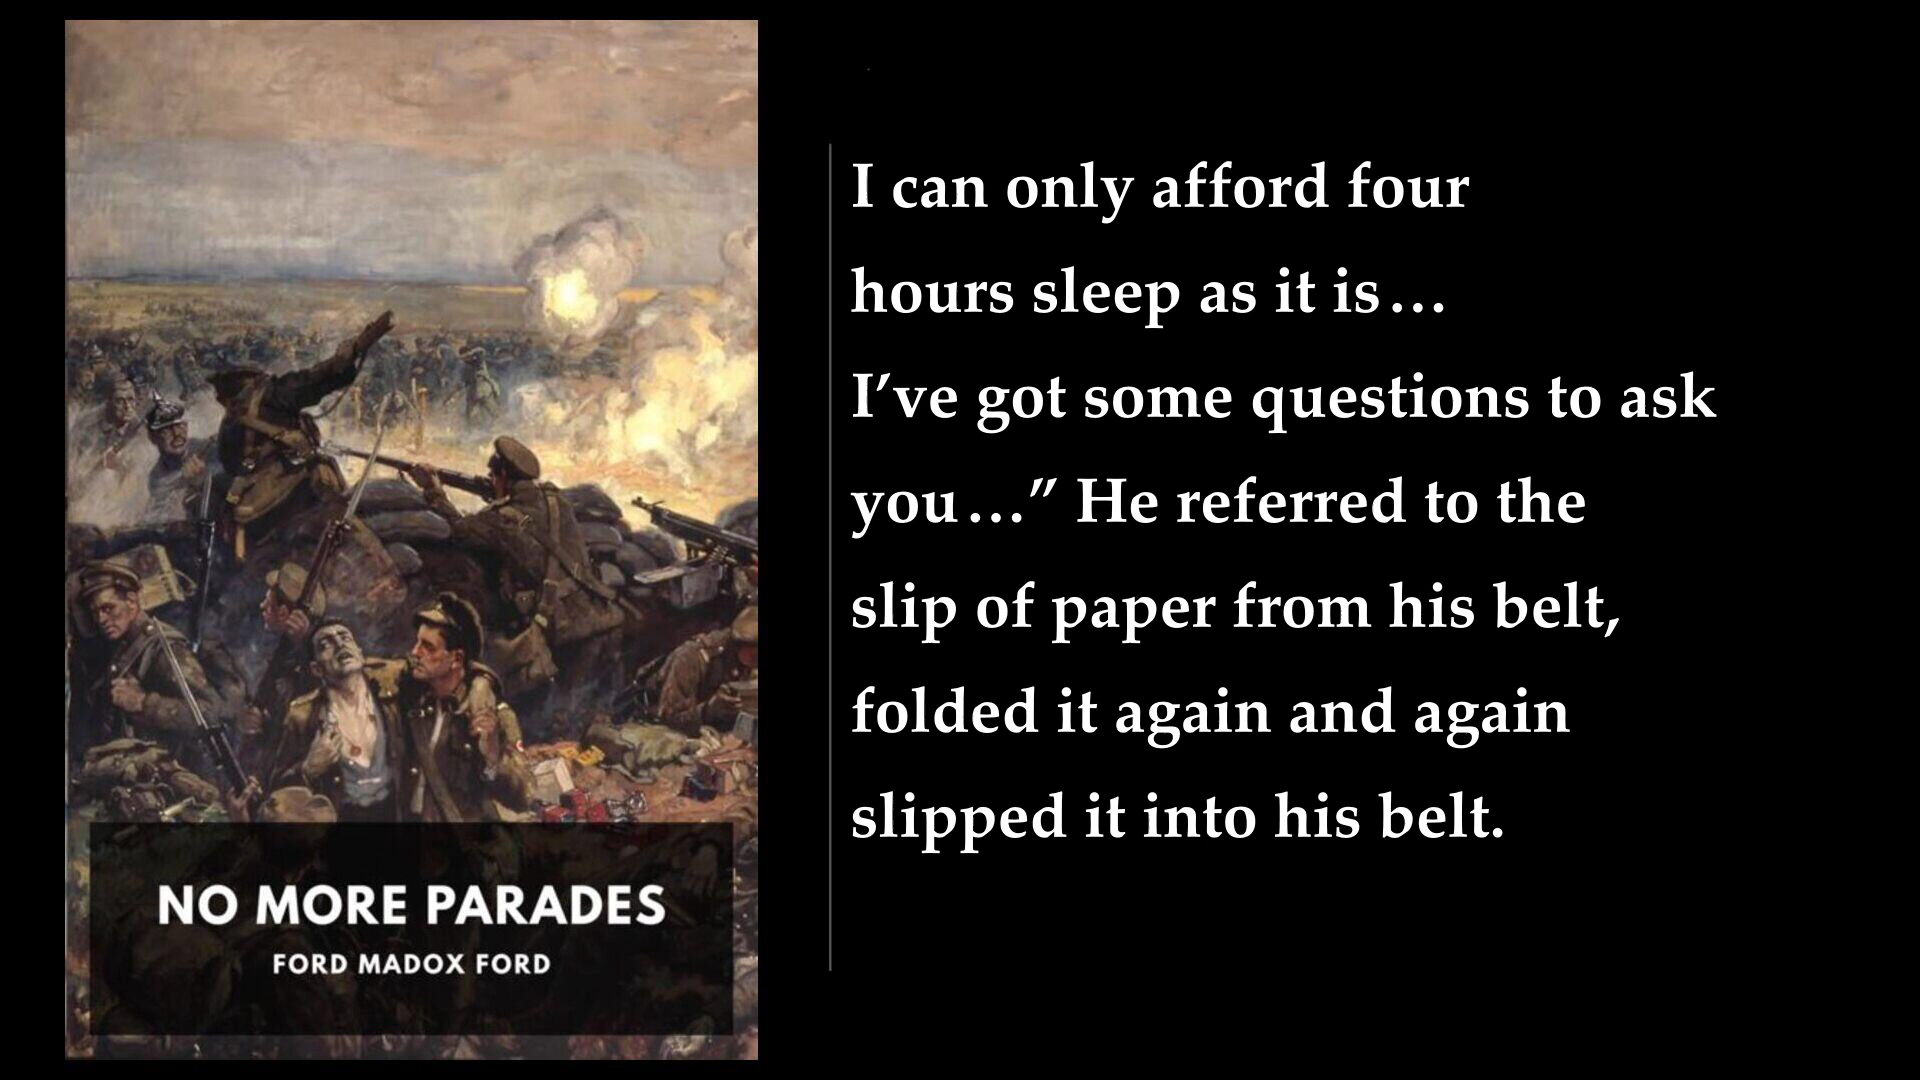 NO MORE PARADES
FORD MADOX FORD
I can only afford four
hours sleep as it is…
I’ve got some questions to ask
you…” He referred to the
slip of paper from his belt,
folded it again and again
slipped it into his belt.